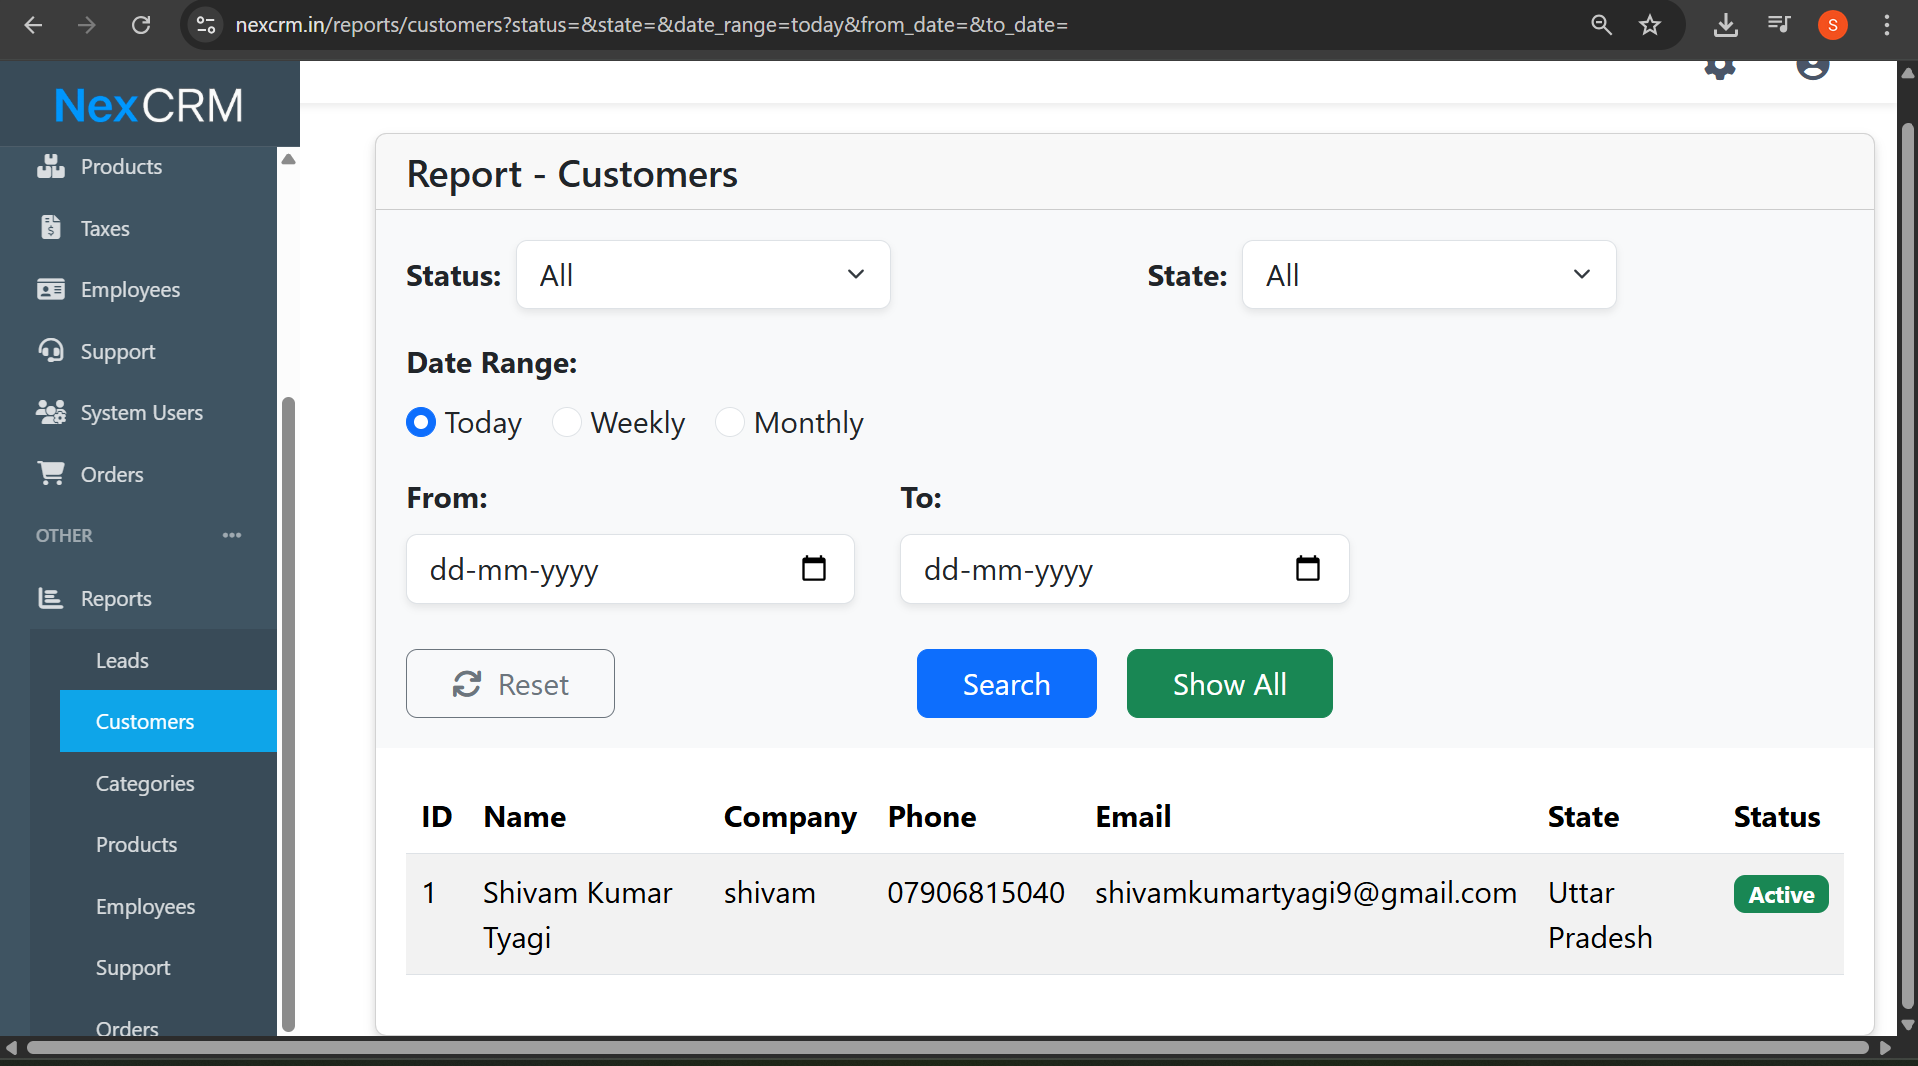 nexcrm.in/reports/customers?status=&state=&date_range=today&from_date=&to_date=
S
NexCRM
Products
Taxes
Employees
Support
System Users
Orders
OTHER
Reports
Leads
Customers
Categories
Products
Employees
Support
Orders
Report - Customers
Status: All State: All
Date Range:
Today Weekly Monthly
From: To:
dd-mm-yyyy dd-mm-yyyy
Reset Search Show All
ID Name Company Phone Email State Status
1 Shivam Kumar shivam 07906815040 shivamkumartyagi9@gmail.com Uttar Active
Tyagi Pradesh